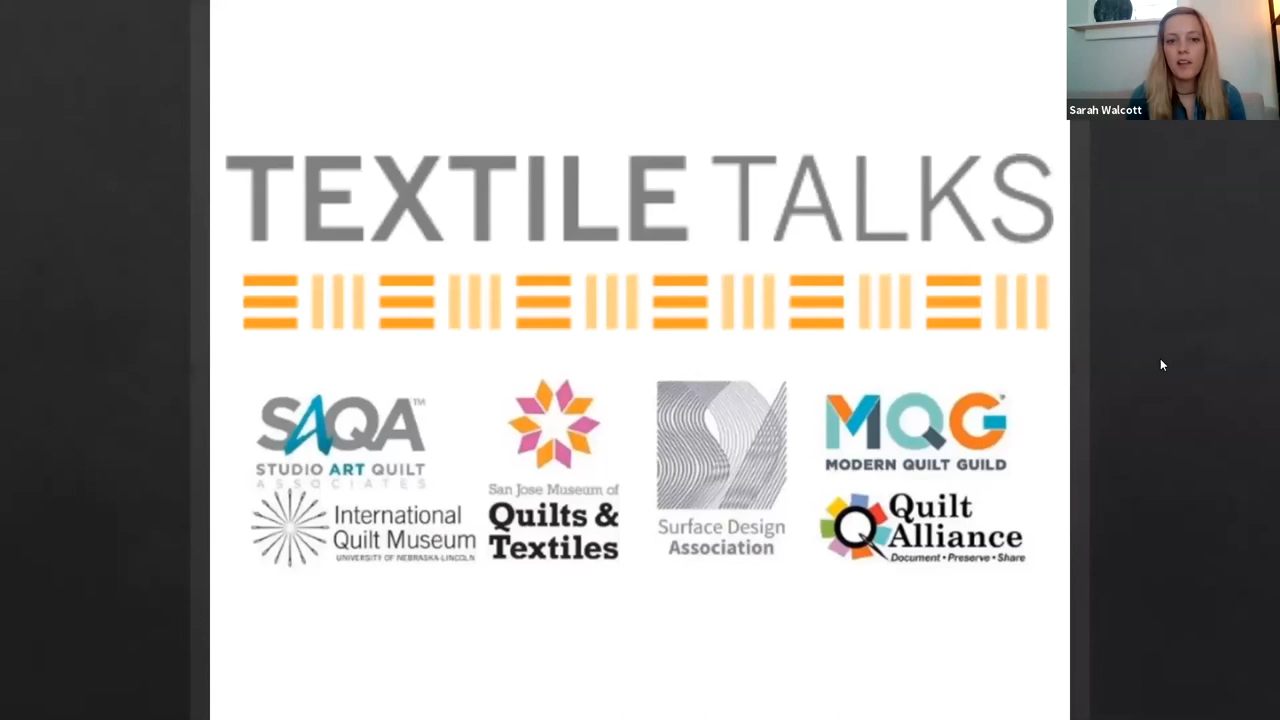 Sarah Walcott
TEXTILE TALKS
SAQA™
STUDIO ART QUILT
ASSOCIATES
International
Quilt Museum
UNIVERSITY OF NEBRASKA-LINCOLN
San Jose Museum of
Quilts &
Textiles
Surface Design
Association
MQG
MODERN QUILT GUILD
Quilt
Alliance
Document • Preserve • Share